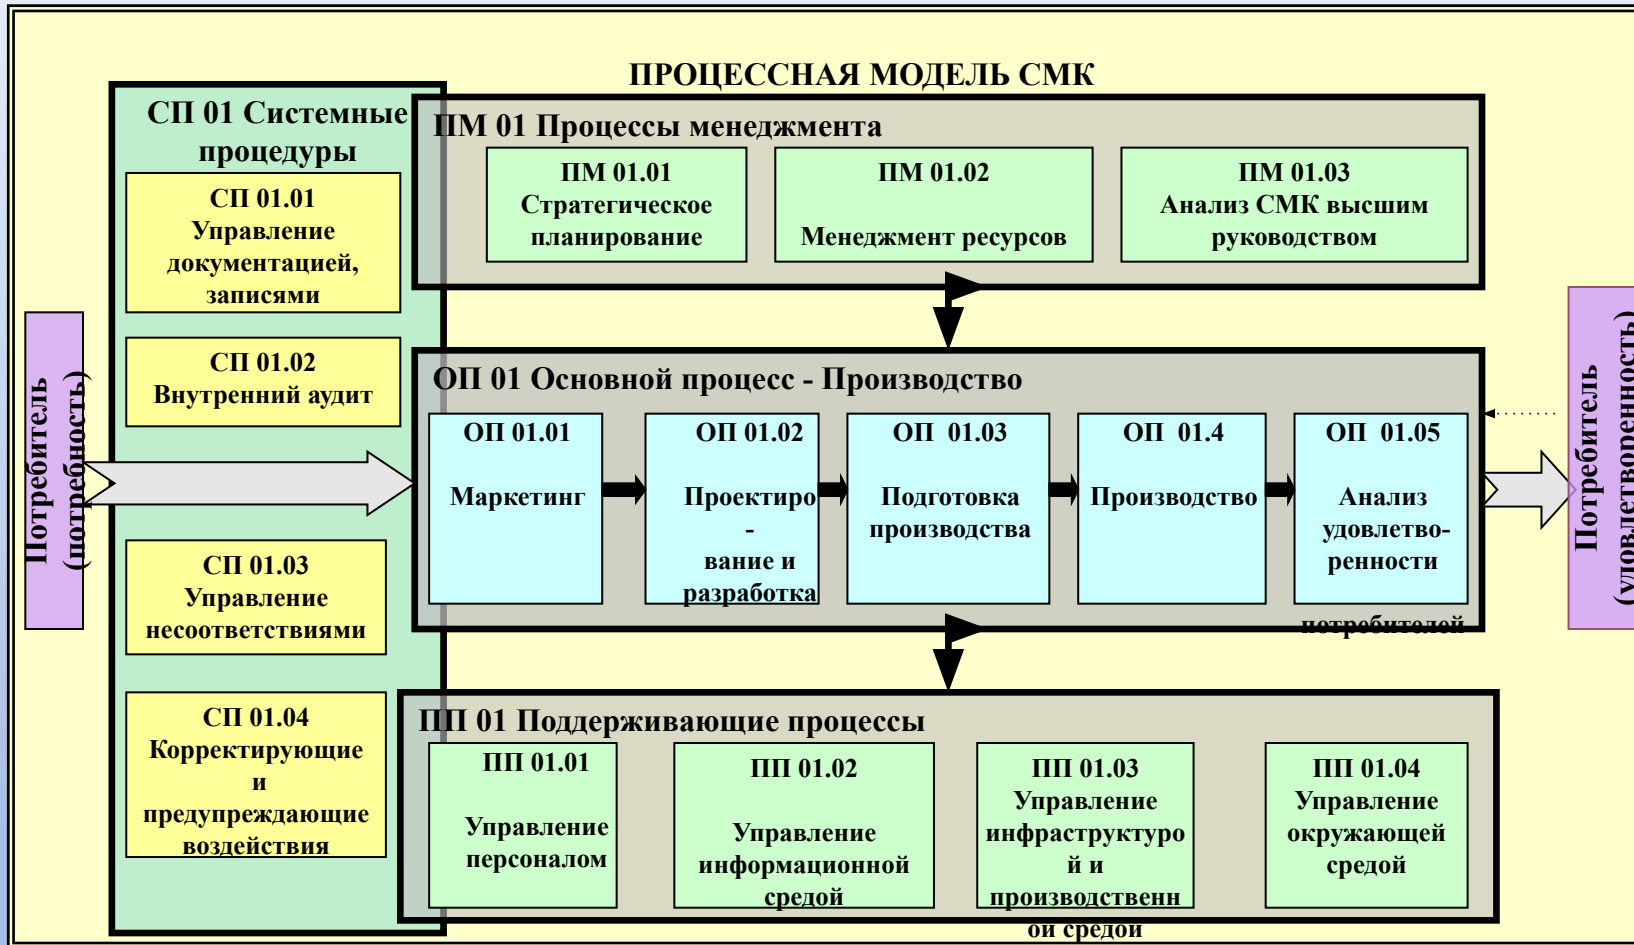 ПРОЦЕССНАЯ МОДЕЛЬ СМК
Потребитель
(потребность)
СП 01 Системные
процедуры
СП 01.01
Управление
документацией,
записями
СП 01.02
Внутренний аудит
СП 01.03
Управление
несоответствиями
СП 01.04
Корректирующие
и
предупреждающие
воздействия
ПМ 01 Процессы менеджмента
ПМ 01.01
Стратегическое
планирование
ПМ 01.02
Менеджмент ресурсов
ПМ 01.03
Анализ СМК высшим
руководством
ОП 01 Основной процесс - Производство
ОП 01.01
Маркетинг
ОП 01.02
Проектиро
-
вание и
разработка
ОП 01.03
Подготовка
производства
ОП 01.4
Производство
ОП 01.05
Анализ
удовлетво-
ренности
потребителей
ПП 01 Поддерживающие процессы
ПП 01.01
Управление
персоналом
ПП 01.02
Управление
информационной
средой
ПП 01.03
Управление
инфраструктуро
й и
производственн
ой средой
ПП 01.04
Управление
окружающей
средой
Потребитель
(удовлетворенность)